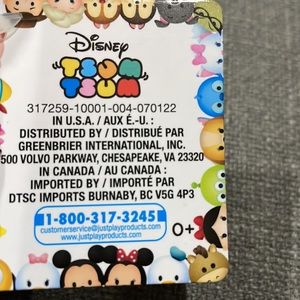 Disney
TSUM
TSUM
317259-10001-004-070122
IN U.S.A. / AUX É.-U. :
DISTRIBUTED BY / DISTRIBUÉ PAR
GREENBRIER INTERNATIONAL, INC.
500 VOLVO PARKWAY, CHESAPEAKE, VA 23320
IN CANADA / AU CANADA :
IMPORTED BY / IMPORTÉ PAR
DTSC IMPORTS BURNABY, BC V5G 4P3
1-800-317-3245
customerservice@justplayproducts.com
www.justplayproducts.com
0+